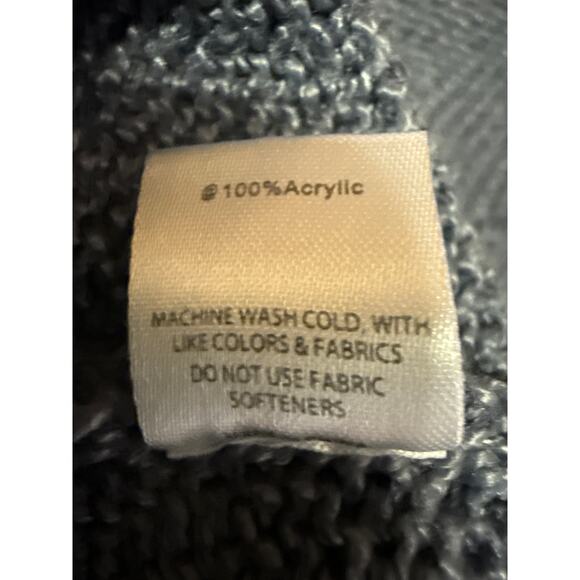 @100%Acrylic
MACHINE WASH COLD, WITH
LIKE COLORS & FABRICS
DO NOT USE FABRIC
SOFTENERS